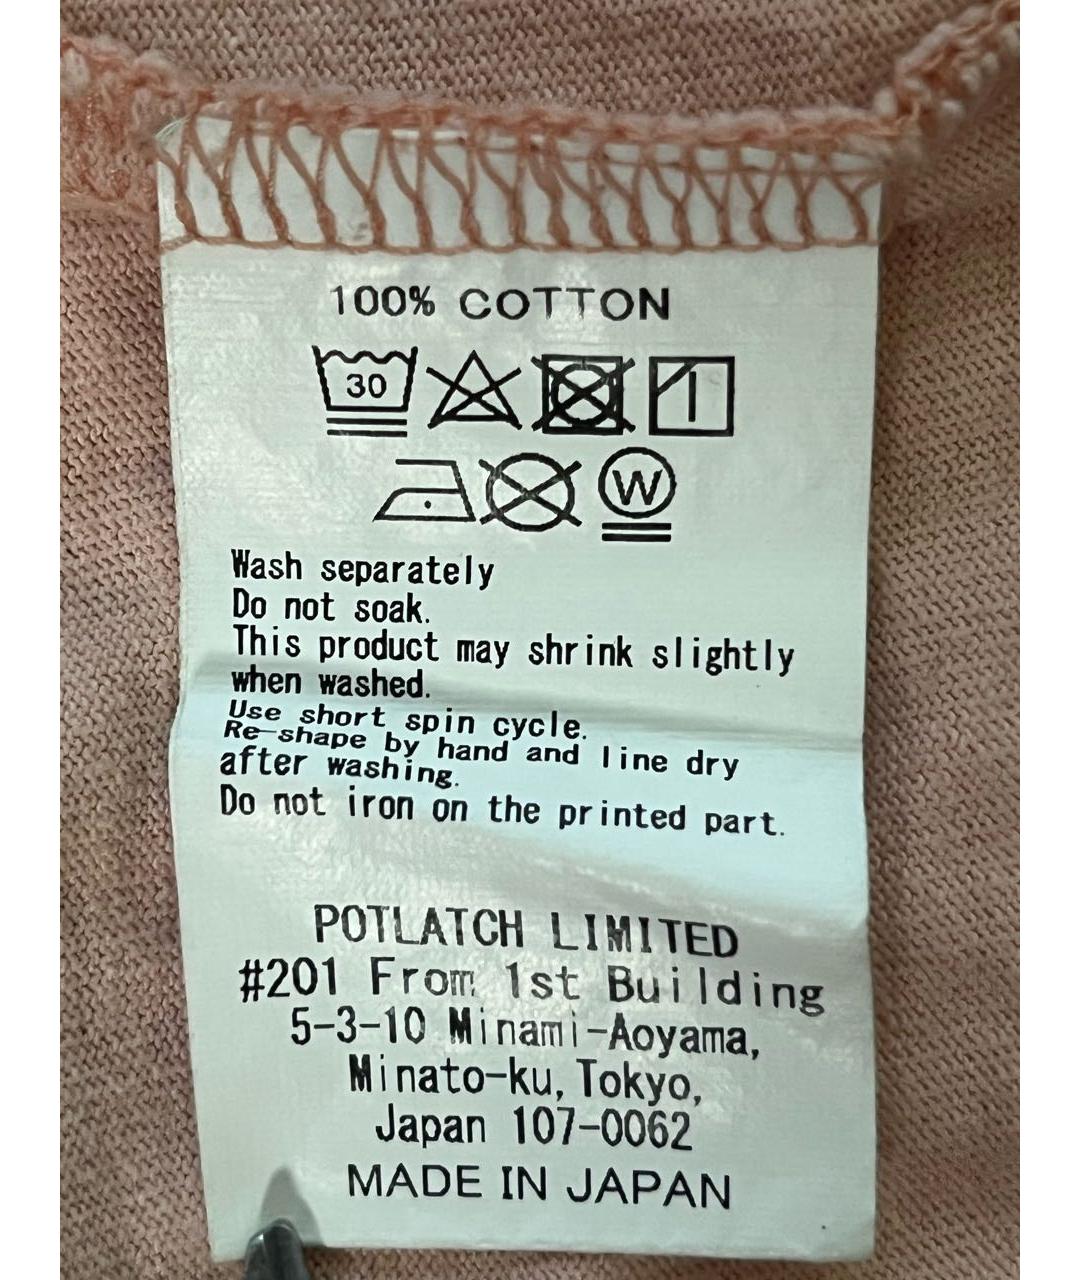 100% COTTON
30
W
Wash separately
Do not soak.
This product may shrink slightly
when washed.
Use short spin cycle.
Re-shape by hand and line dry
after washing.
Do not iron on the printed part.
POTLATCH LIMITED
#201 From 1st Building
5-3-10 Minami-Aoyama,
Minato-ku, Tokyo,
Japan 107-0062
MADE IN JAPAN